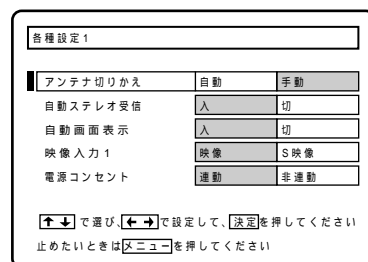 各種設定1
アンテナ切りかえ 自動 手動
自動ステレオ受信 入 切
自動画面表示 入 切
映像入力1 映像 S映像
電源コンセント 連動 非連動
↑↓で選び、←→で設定して、決定を押してください
止めたいときはメニューを押してください